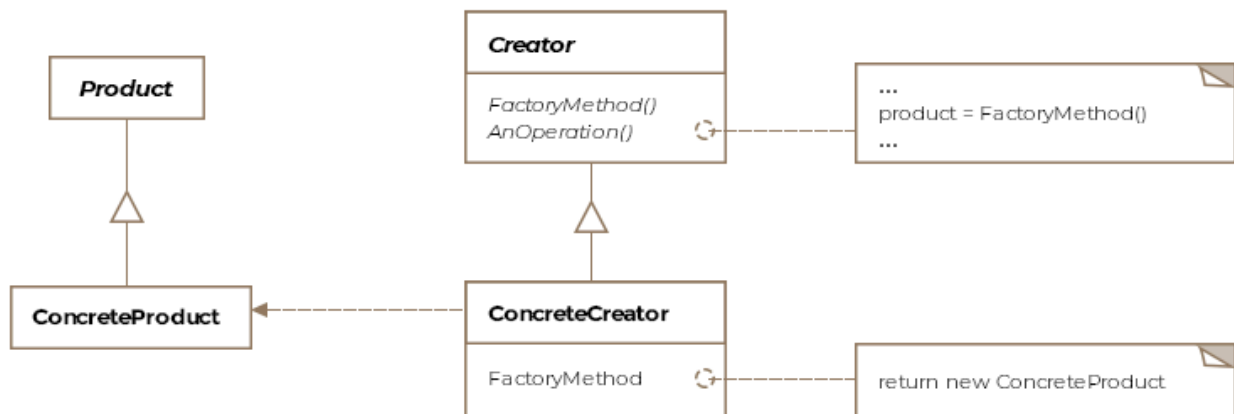 Product
ConcreteProduct
Creator
FactoryMethod()
AnOperation()
...
product = FactoryMethod()
...
ConcreteCreator
FactoryMethod
return new ConcreteProduct